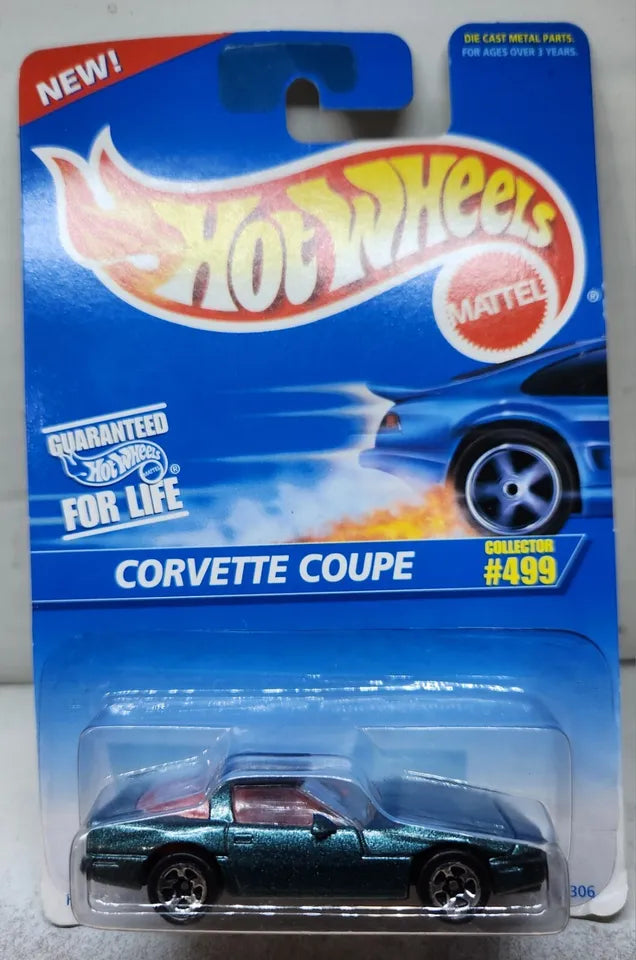 NEW!
DIE CAST METAL PARTS.
FOR AGES OVER 3 YEARS.
HOT WHEELS
MATTEL
®
GUARANTEED
HOT WHEELS
MATTEL
®
FOR LIFE
CORVETTE COUPE
COLLECTOR
#499
306